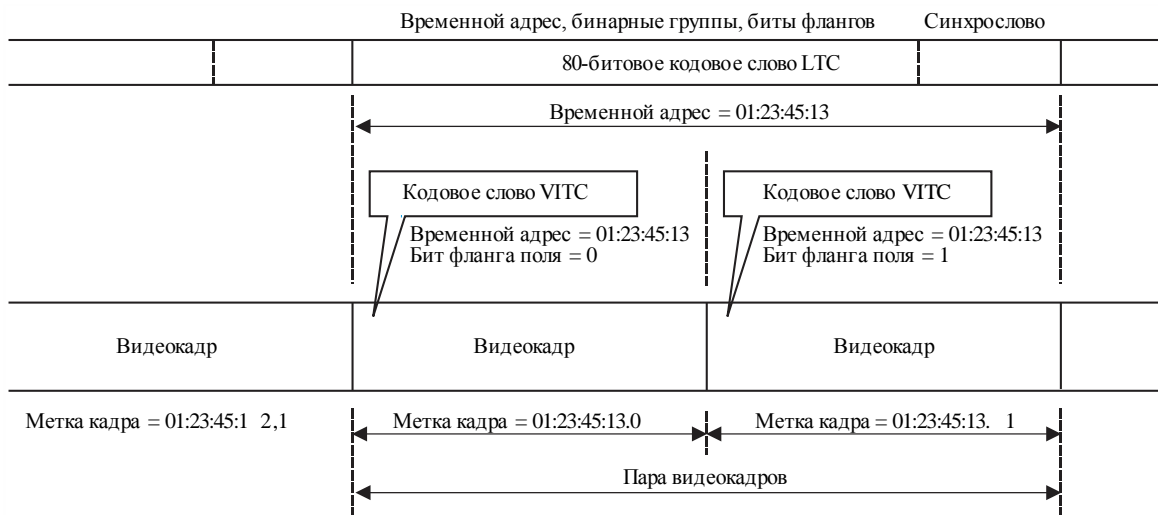 Временной адрес, бинарные группы, биты флангов
Синхрослово
80-битовое кодовое слово LTC
Временной адрес = 01:23:45:13
Кодовое слово VITC
Кодовое слово VITC
Временной адрес = 01:23:45:13
Бит фланга поля = 0
Временной адрес = 01:23:45:13
Бит фланга поля = 1
Видеокадр
Видеокадр
Видеокадр
Метка кадра = 01:23:45:1 2,1
Метка кадра = 01:23:45:13.0
Метка кадра = 01:23:45:13. 1
Пара видеокадров